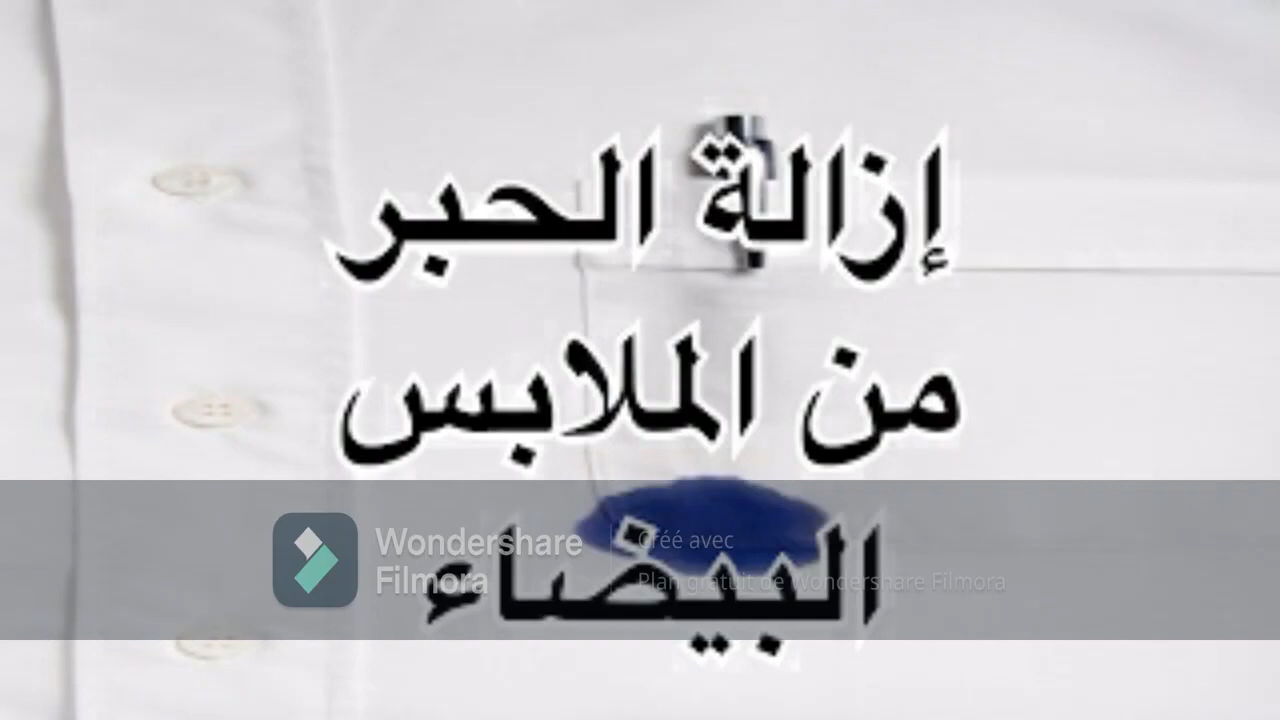 إزالة الحبر
من الملابس
البيضاء
Wondershare
Filmora
Créé avec
Plan gratuit de Wondershare Filmora